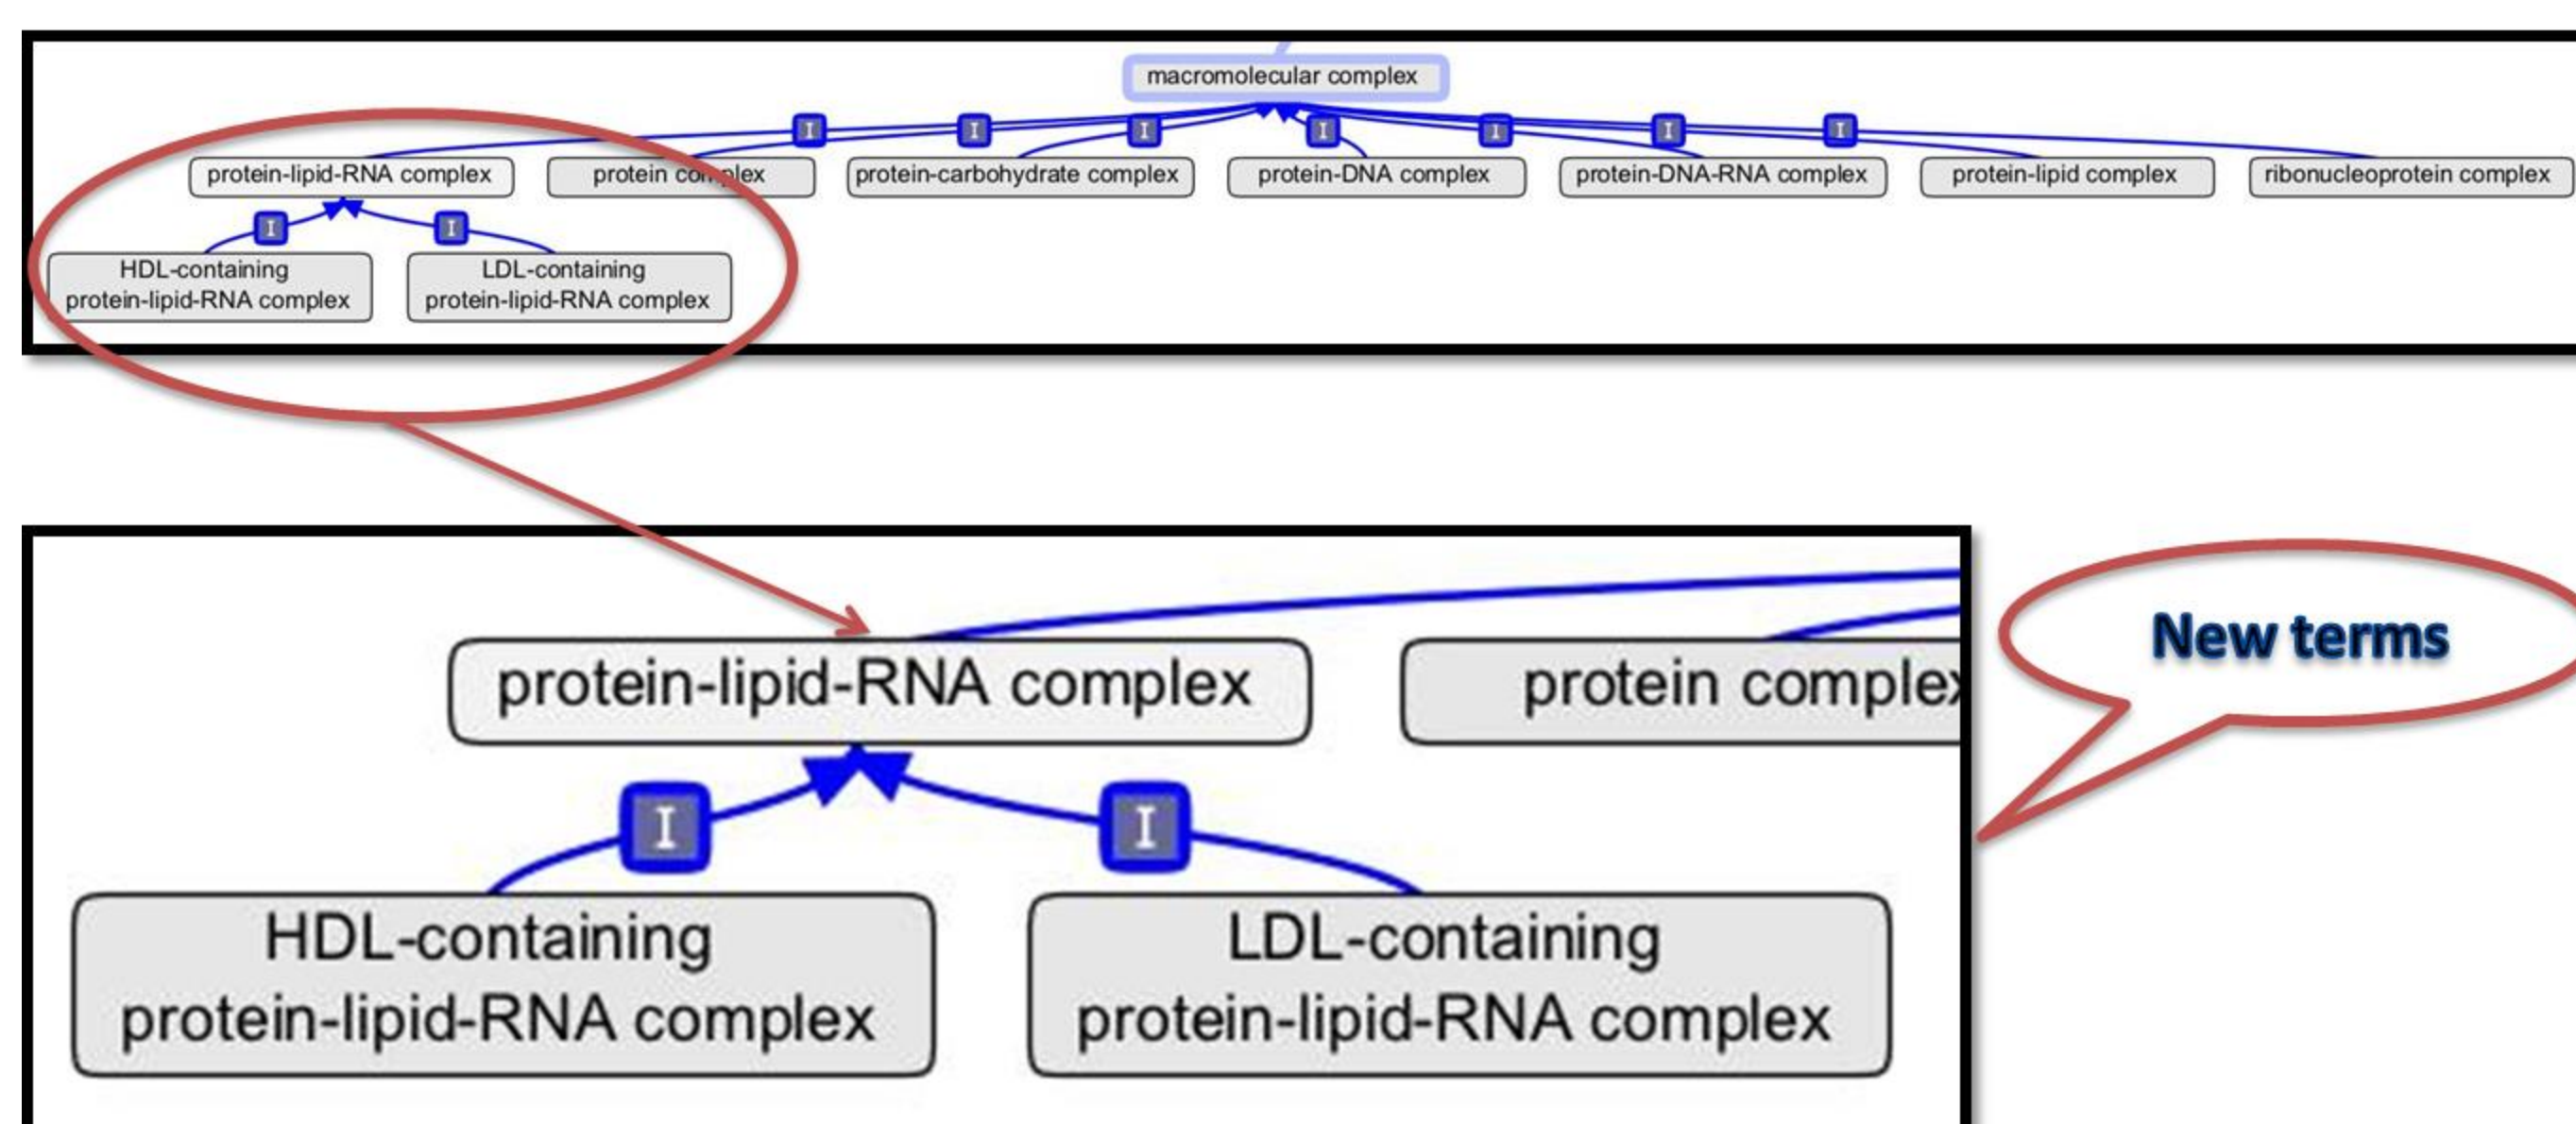 macromolecular complex
I I I I I I I
protein-lipid-RNA complex
protein complex
protein-carbohydrate complex
protein-DNA complex
protein-DNA-RNA complex
protein-lipid complex
ribonucleoprotein complex
I I
HDL-containing
protein-lipid-RNA complex
LDL-containing
protein-lipid-RNA complex
New terms
protein-lipid-RNA complex
protein complex
I I
HDL-containing
protein-lipid-RNA complex
LDL-containing
protein-lipid-RNA complex